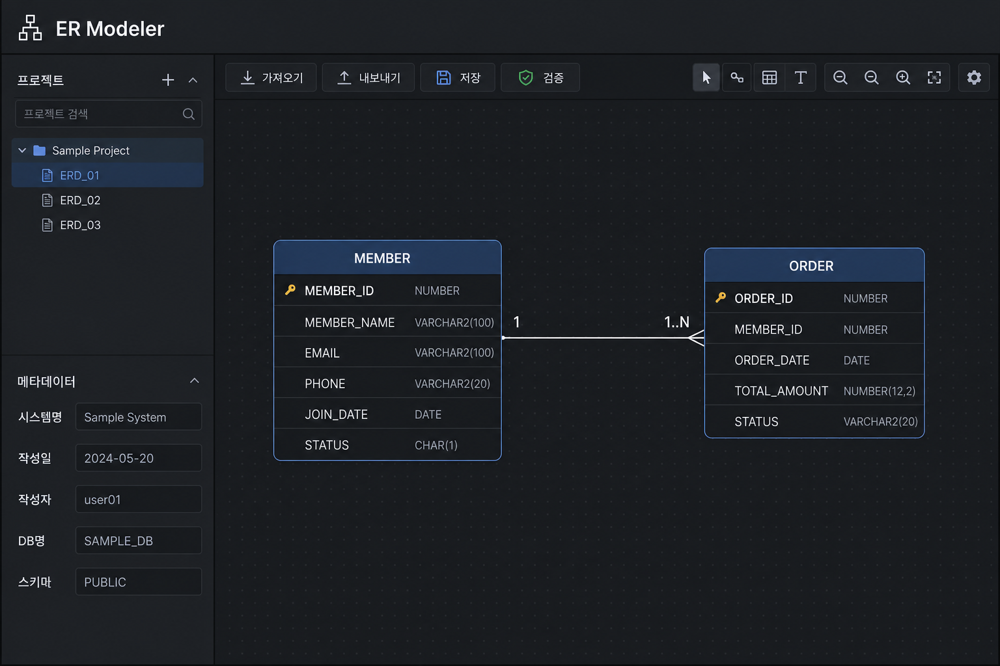 ER Modeler
프로젝트
프로젝트 검색
Sample Project
ERD_01
ERD_02
ERD_03
메타데이터
시스템명 Sample System
작성일 2024-05-20
작성자 user01
DB명 SAMPLE_DB
스키마 PUBLIC
가져오기 내보내기 저장 검증
T
MEMBER
MEMBER_ID NUMBER
MEMBER_NAME VARCHAR2(100)
EMAIL VARCHAR2(100)
PHONE VARCHAR2(20)
JOIN_DATE DATE
STATUS CHAR(1)
1 1..N
ORDER
ORDER_ID NUMBER
MEMBER_ID NUMBER
ORDER_DATE DATE
TOTAL_AMOUNT NUMBER(12,2)
STATUS VARCHAR2(20)